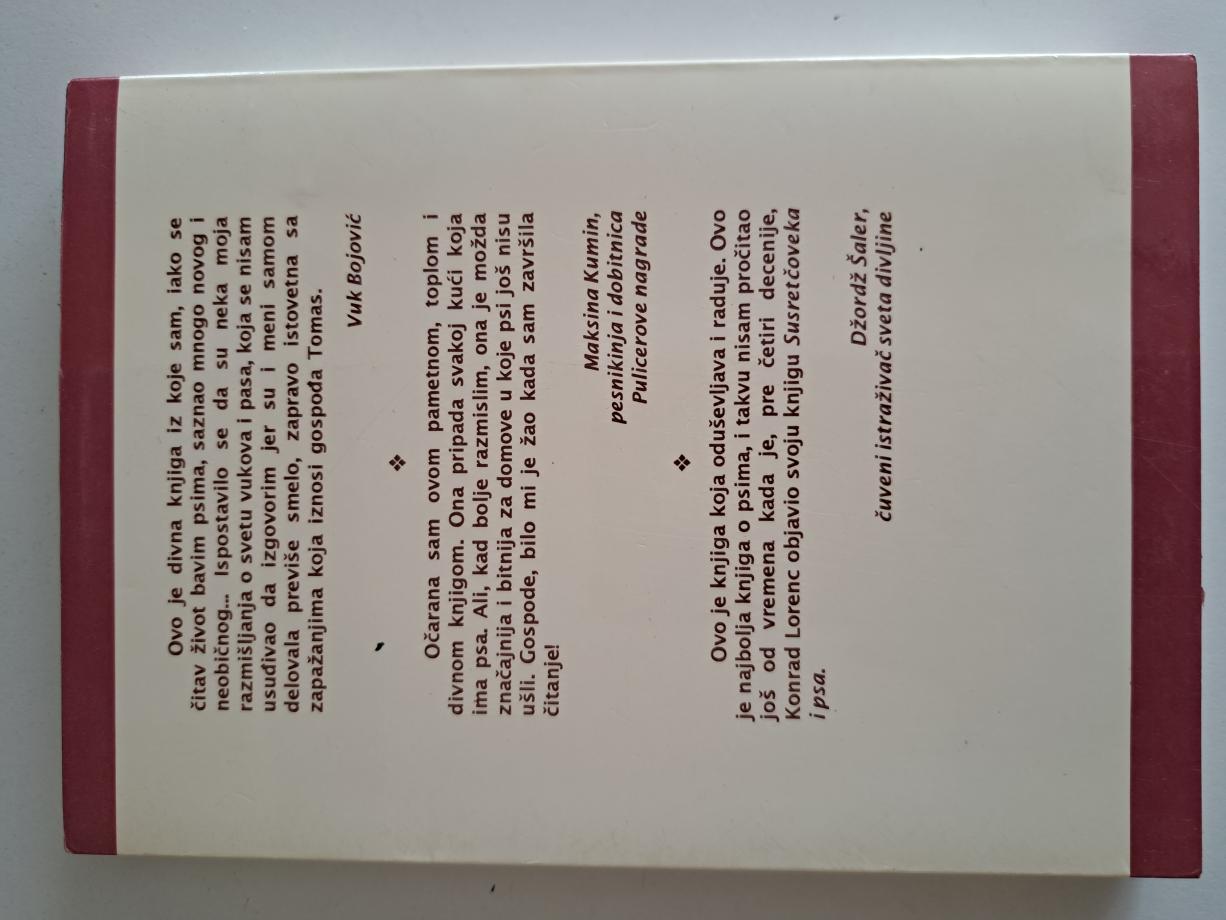 Ovo je divna knjiga iz koje sam, iako se
čitav život bavim psima, saznao mnogo novog i
neobičnog... Ispostavilo se da su neka moja
razmišljanja o svetu vukova i pasa, koja se nisam
usuđivao da izgovorim jer su i meni samom
delovala previše smelo, zapravo istovetna sa
zapažanjima koja iznosi gospođa Tomas.
Vuk Bojović
❖
Očarana sam ovom pametnom, toplom i
divnom knjigom. Ona pripada svakoj kući koja
ima psa. Ali, kad bolje razmislim, ona je možda
značajnija i bitnija za domove u koje psi još nisu
ušli. Gospode, bilo mi je žao kada sam završila
čitanje!
Maksina Kumin,
pesnikinja i dobitnica
Pulicerove nagrade
❖
Ovo je knjiga koja oduševljava i raduje. Ovo
je najbolja knjiga o psima, i takvu nisam pročitao
još od vremena kada je, pre četiri decenije,
Konrad Lorenc objavio svoju knjigu Susretčoveka
i psa.
Džordž Šaler,
čuveni istraživač sveta divljine